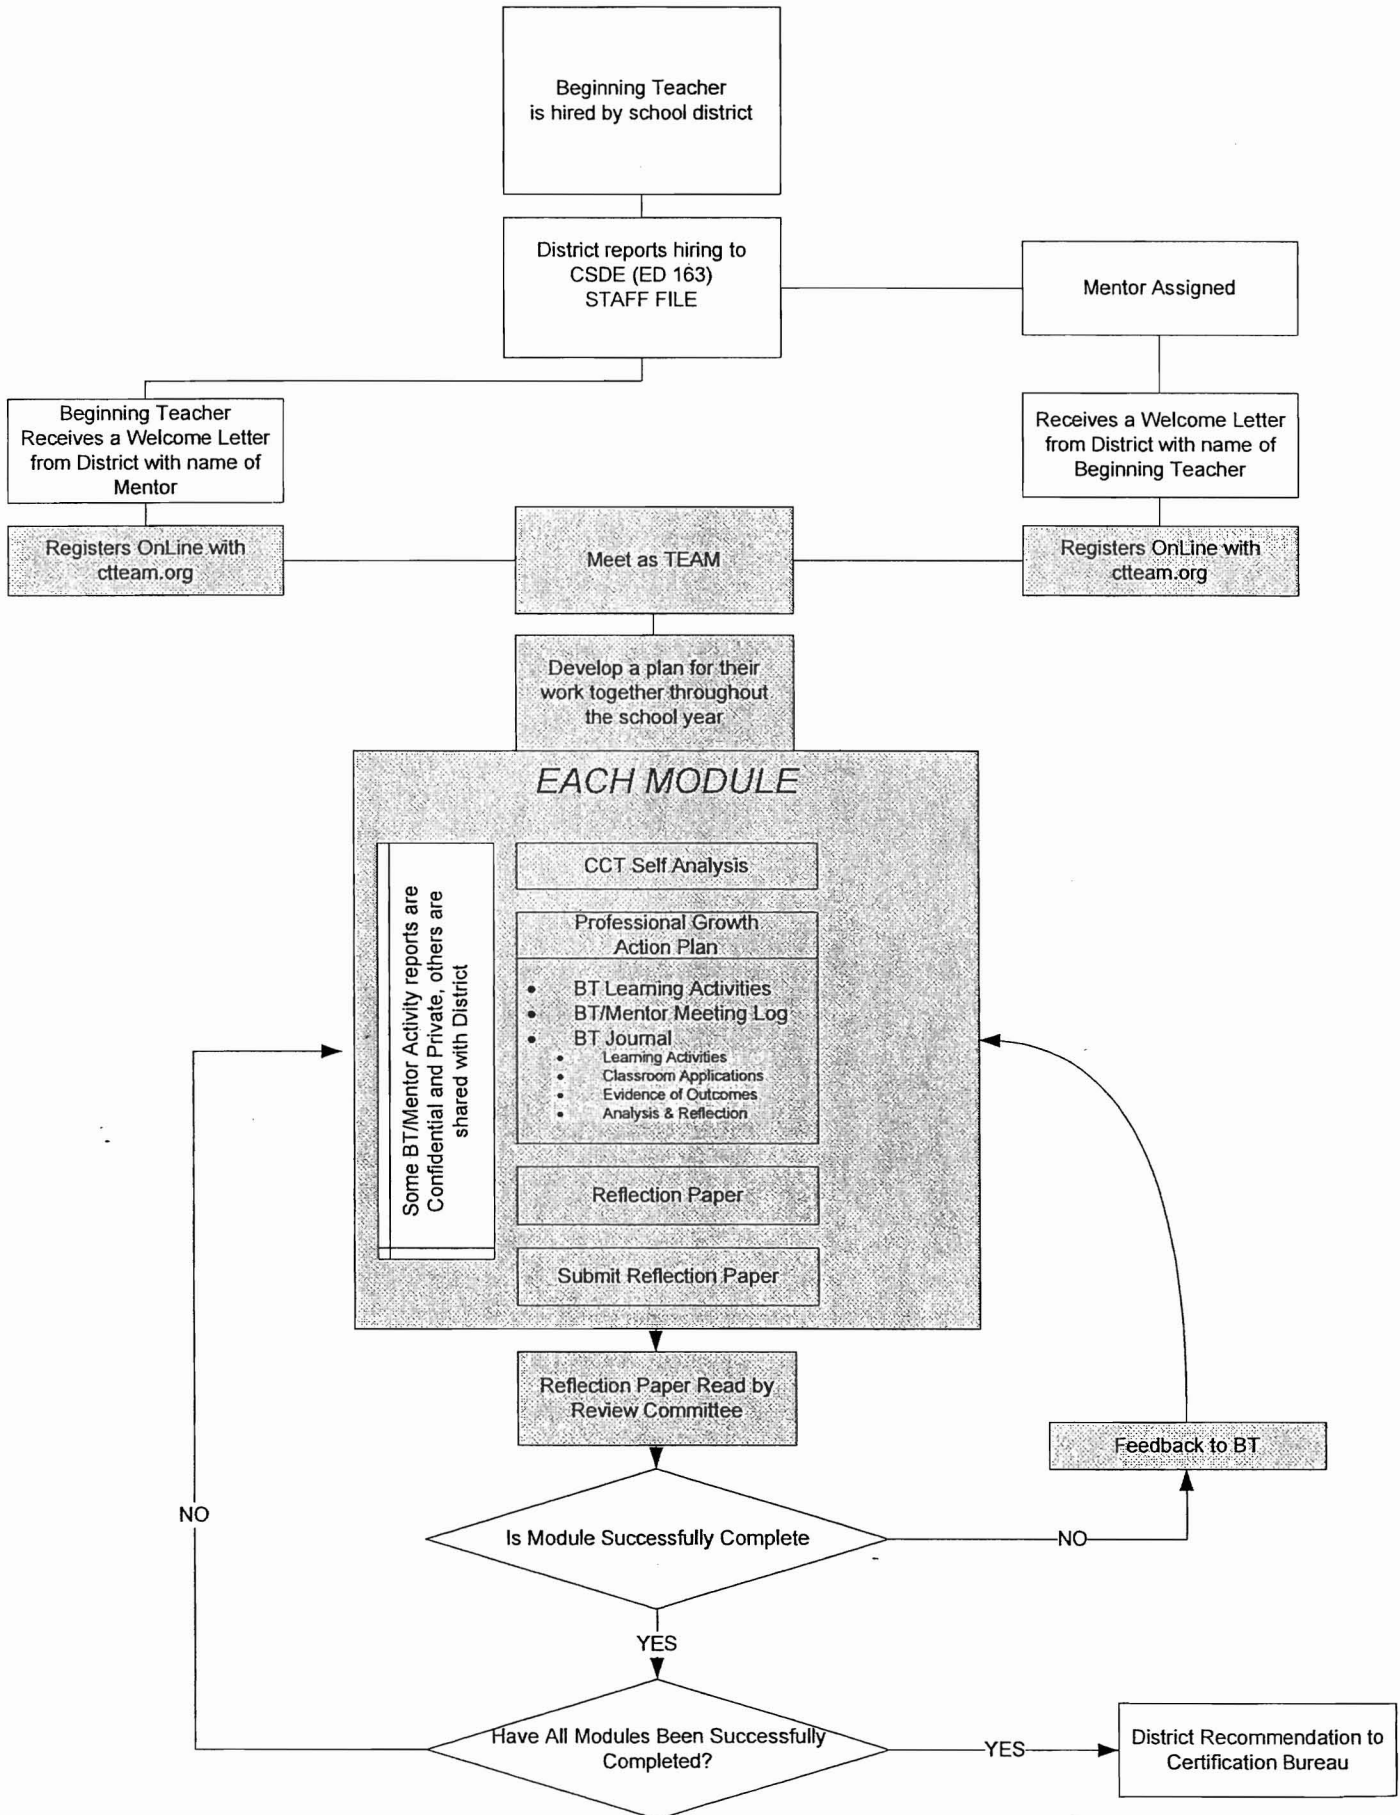 Beginning Teacher
is hired by school district
District reports hiring to
CSDE (ED 163)
STAFF FILE
Mentor Assigned
Beginning Teacher
Receives a Welcome Letter
from District with name of
Mentor
Receives a Welcome Letter
from District with name of
Beginning Teacher
Registers OnLine with
ctteam.org
Meet as TEAM
Registers OnLine with
ctteam.org
Develop a plan for their
work together throughout
the school year
EACH MODULE
Some BT/Mentor Activity reports are
Confidential and Private, others are
shared with District
CCT Self Analysis
Professional Growth
Action Plan
• BT Learning Activities
• BT/Mentor Meeting Log
• BT Journal
• Learning Activities
• Classroom Applications
• Evidence of Outcomes
• Analysis & Reflection
Reflection Paper
Submit Reflection Paper
Reflection Paper Read by
Review Committee
Feedback to BT
NO
Is Module Successfully Complete
NO
YES
Have All Modules Been Successfully
Completed?
YES
District Recommendation to
Certification Bureau